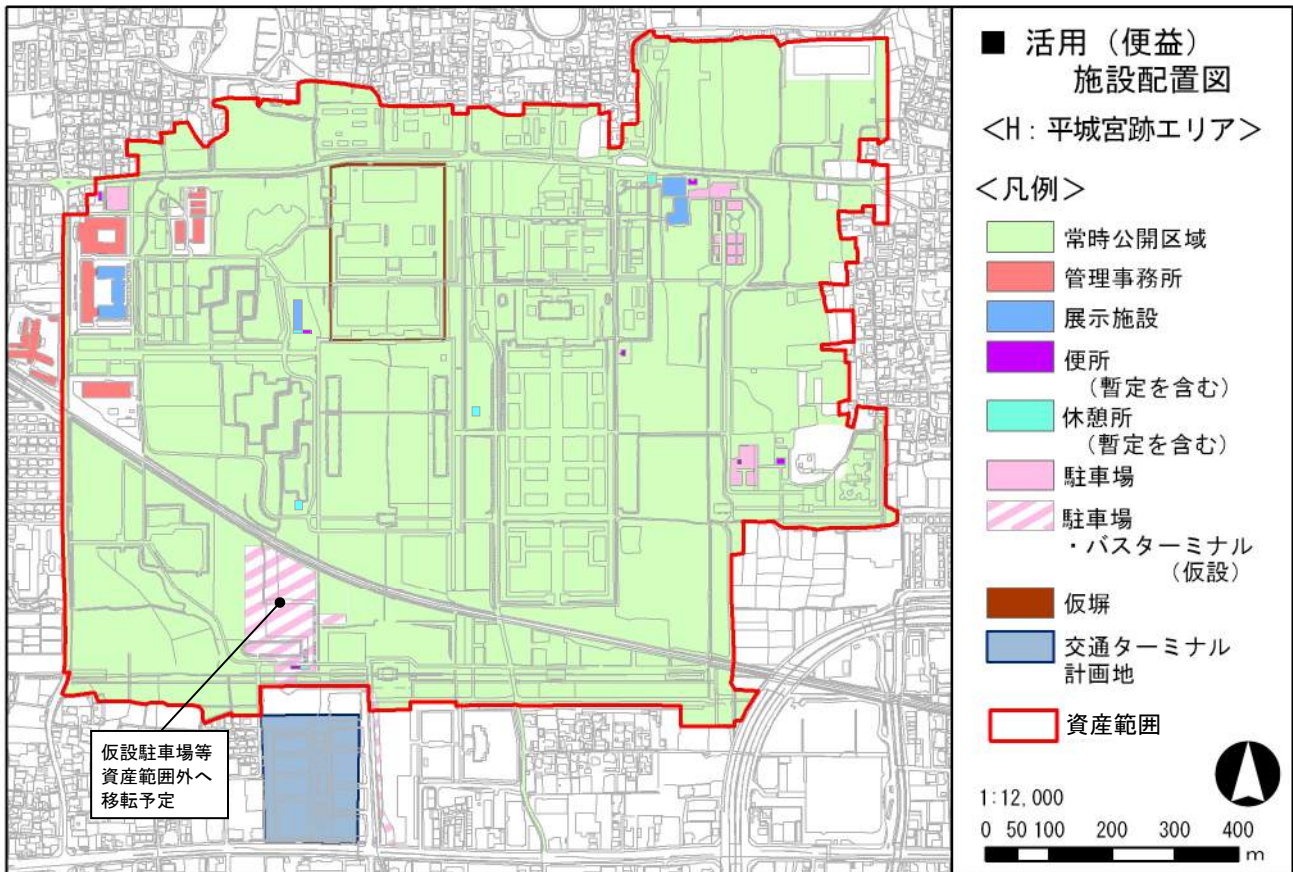 ■ 活用（便益）
施設配置図
＜H：平城宮跡エリア＞
＜凡例＞
常時公開区域
管理事務所
展示施設
便所
（暫定を含む）
休憩所
（暫定を含む）
駐車場
駐車場
・バスターミナル
（仮設）
仮塀
交通ターミナル
計画地
資産範囲
1:12,000
0 50 100 200 300 400
m
仮設駐車場等
資産範囲外へ
移転予定